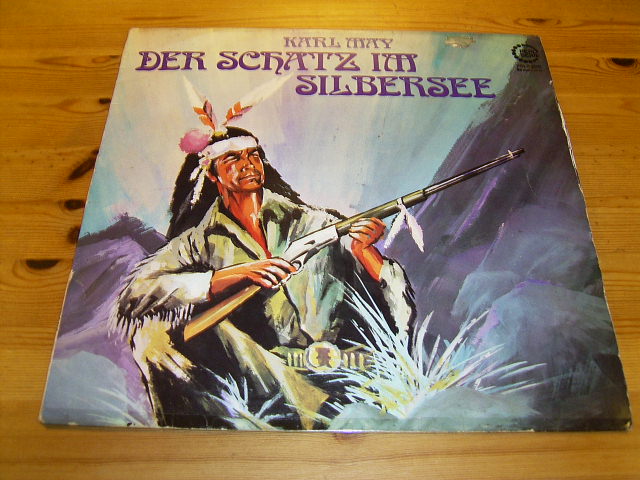 KARL MAY
DER SCHATZ IM
SILBERSEE